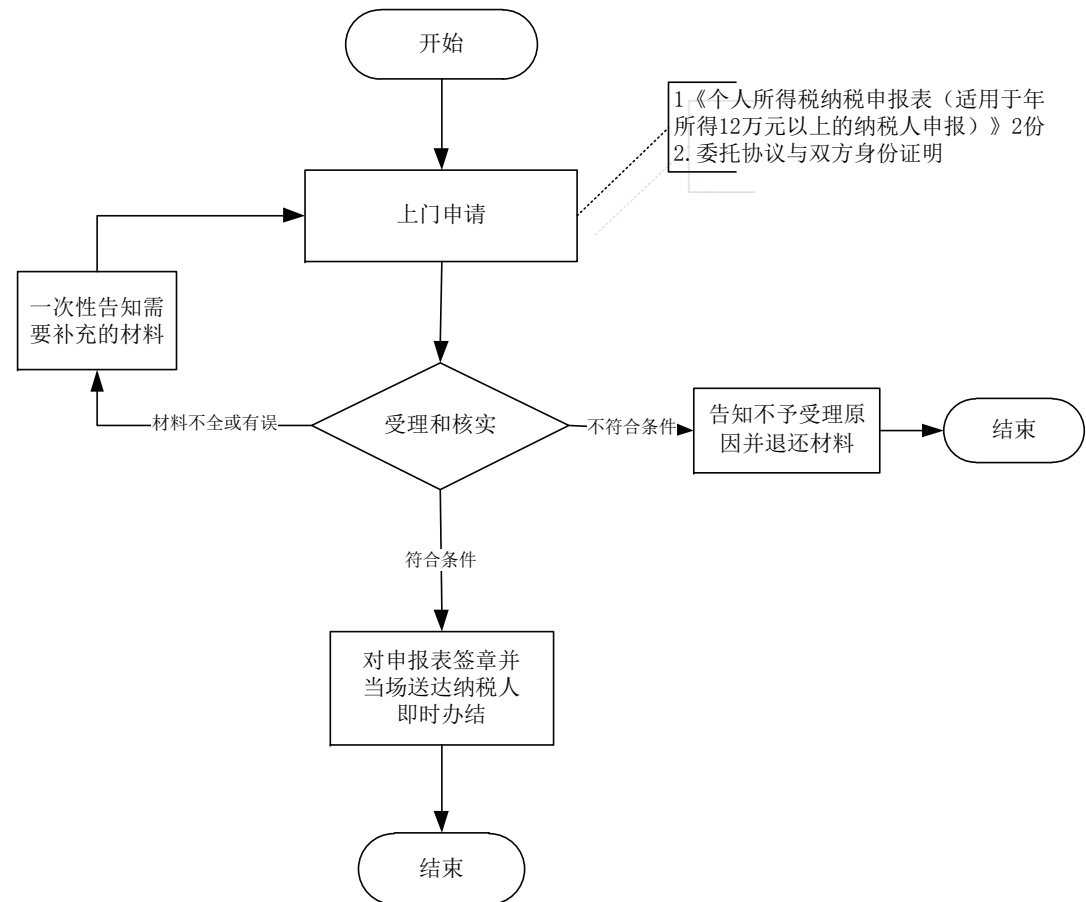 开始
1《个人所得税纳税申报表（适用于年
所得12万元以上的纳税人申报）》2份
2.委托协议与双方身份证明
上门申请
一次性告知需
要补充的材料
材料不全或有误
受理和核实
不符合条件
告知不予受理原
因并退还材料
结束
符合条件
对申报表签章并
当场送达纳税人
即时办结
结束